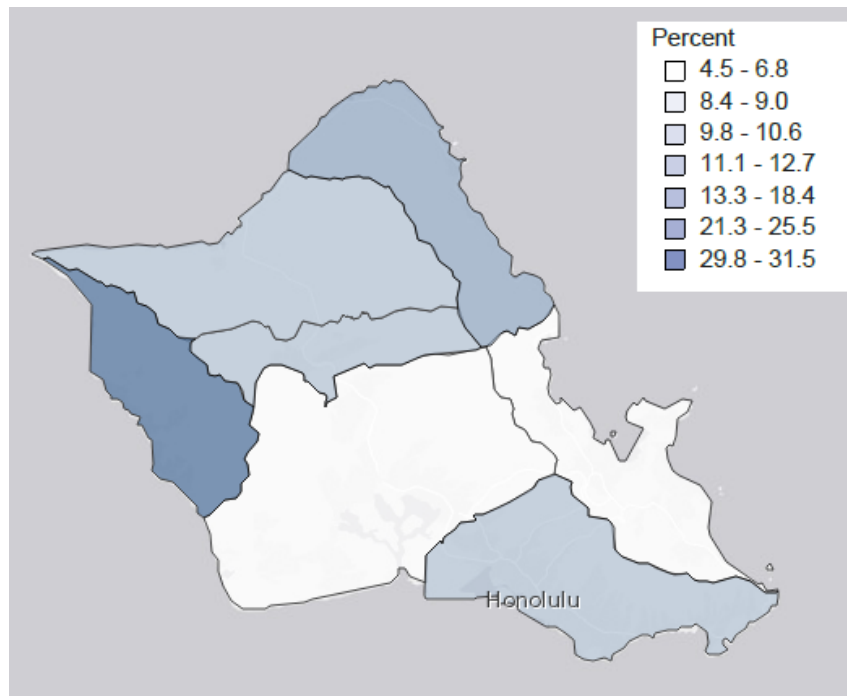 Percent
4.5 - 6.8
8.4 - 9.0
9.8 - 10.6
11.1 - 12.7
13.3 - 18.4
21.3 - 25.5
29.8 - 31.5
Honolulu